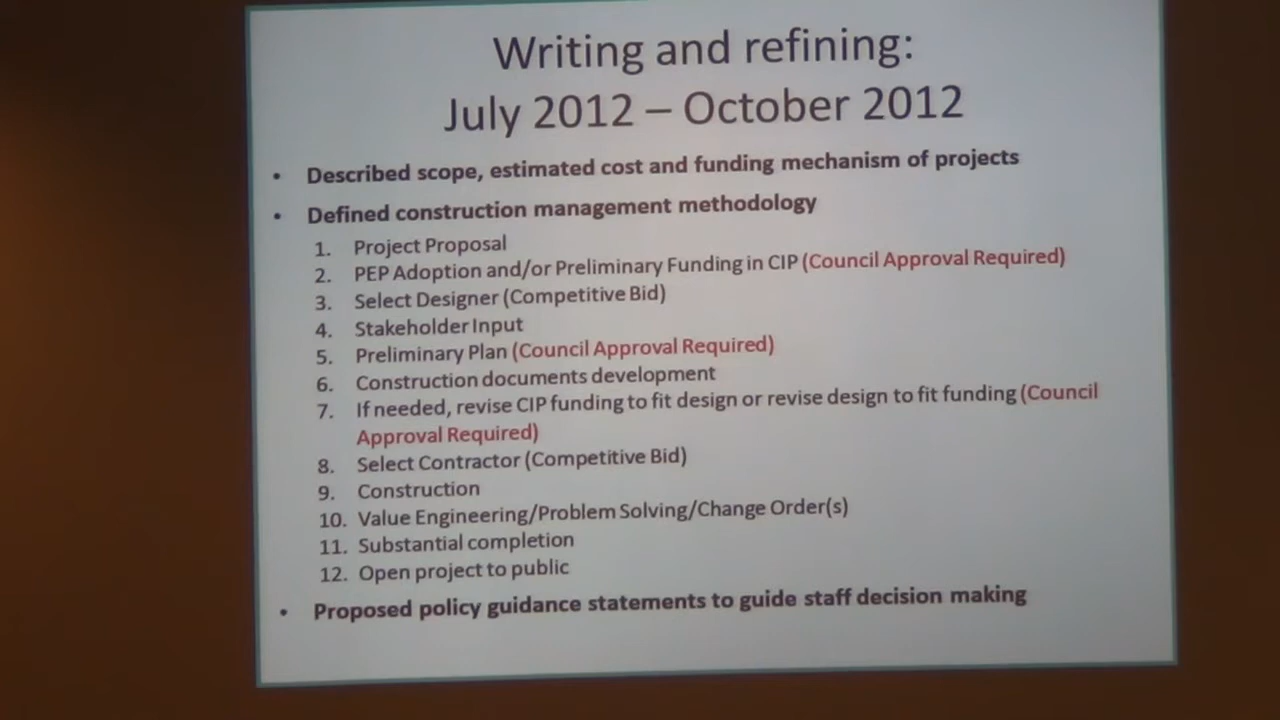 Writing and refining:
July 2012 – October 2012
• Described scope, estimated cost and funding mechanism of projects
• Defined construction management methodology
1. Project Proposal
2. PEP Adoption and/or Preliminary Funding in CIP (Council Approval Required)
3. Select Designer (Competitive Bid)
4. Stakeholder Input
5. Preliminary Plan (Council Approval Required)
6. Construction documents development
7. If needed, revise CIP funding to fit design or revise design to fit funding (Council
Approval Required)
8. Select Contractor (Competitive Bid)
9. Construction
10. Value Engineering/Problem Solving/Change Order(s)
11. Substantial completion
12. Open project to public
• Proposed policy guidance statements to guide staff decision making